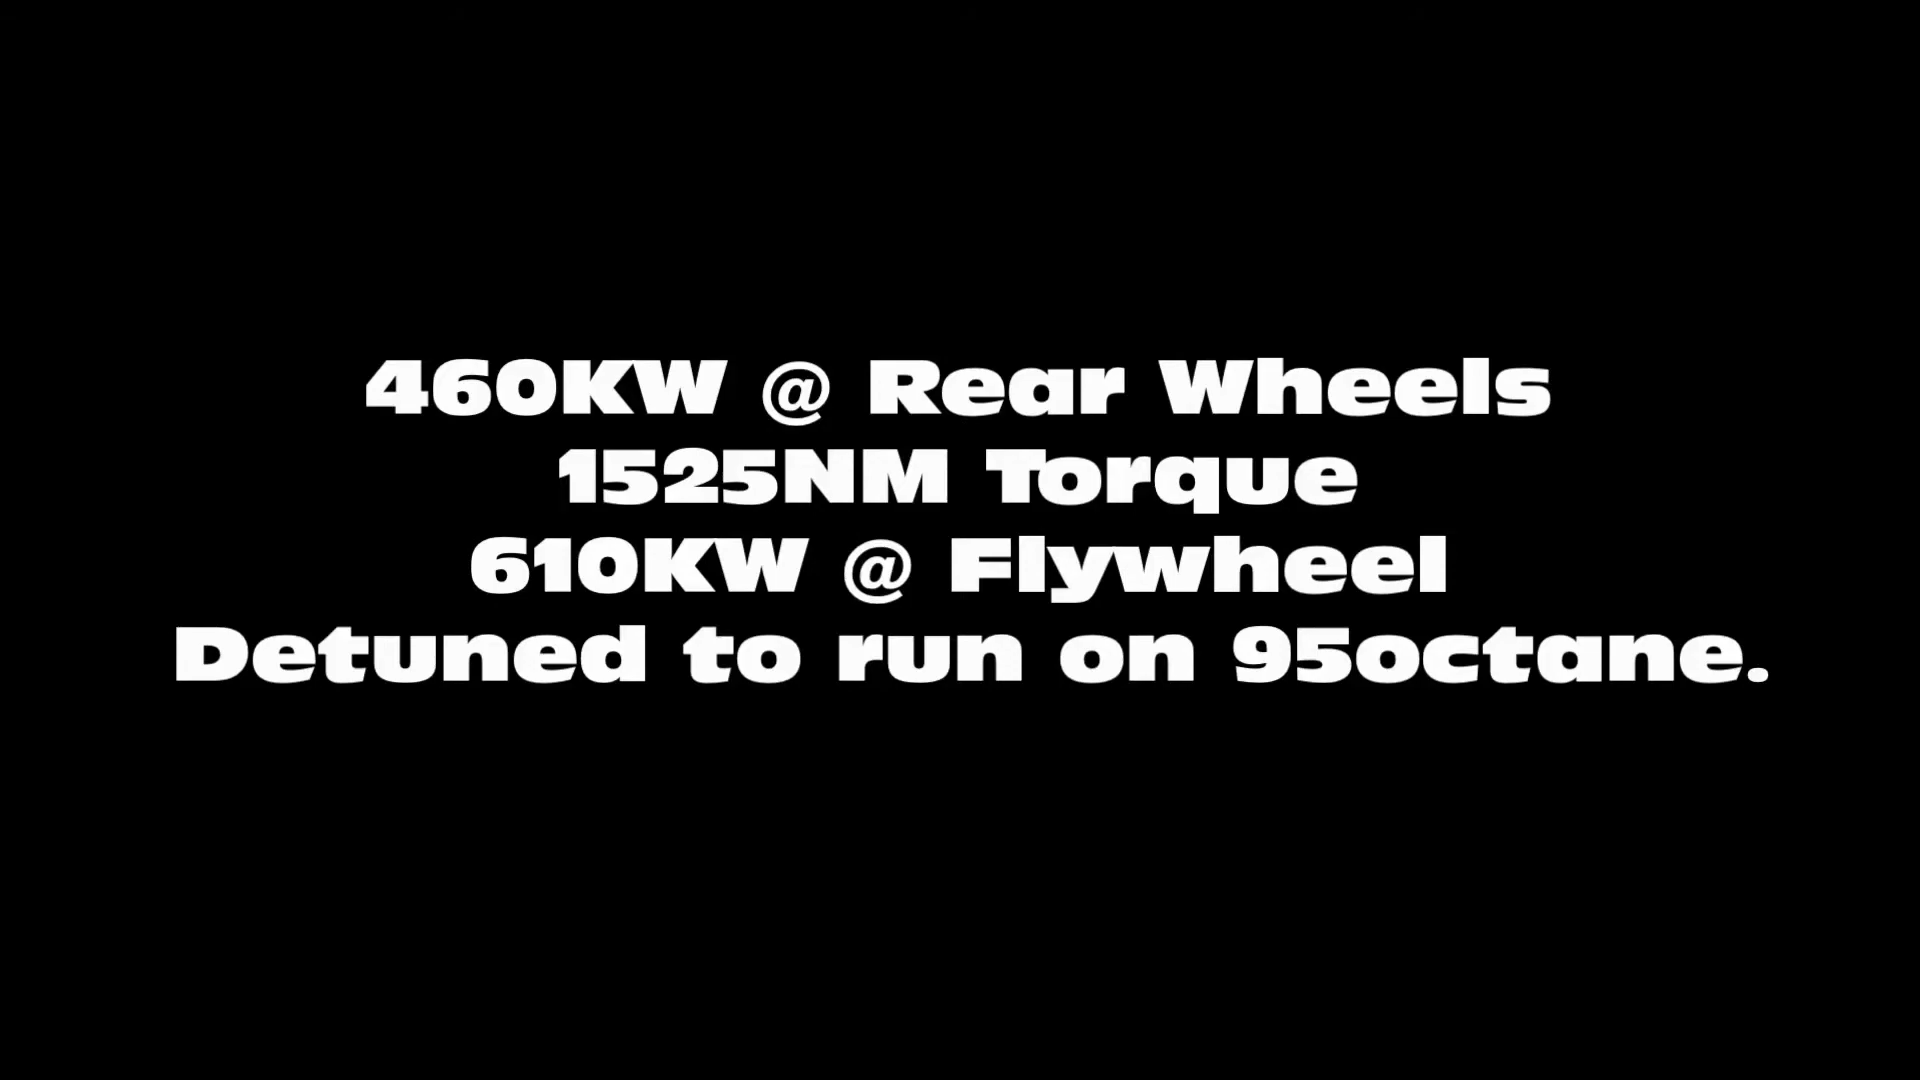 460KW @ Rear Wheels
1525NM Torque
610KW @ Flywheel
Detuned to run on 95octane.